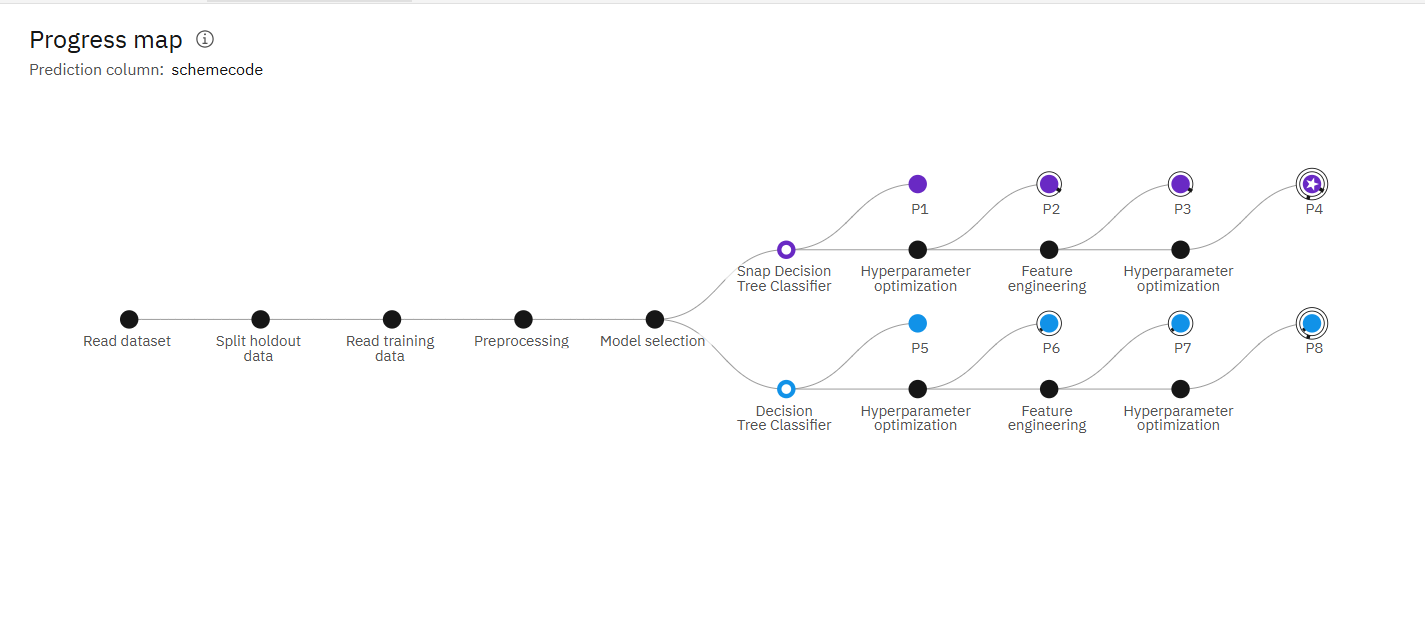 Progress map
Prediction column: schemecode
P1
P2
P3
P4
Snap Decision
Tree Classifier
Hyperparameter
optimization
Feature
engineering
Hyperparameter
optimization
Read dataset
Split holdout
data
Read training
data
Preprocessing
Model selection
P5
P6
P7
P8
Decision
Tree Classifier
Hyperparameter
optimization
Feature
engineering
Hyperparameter
optimization